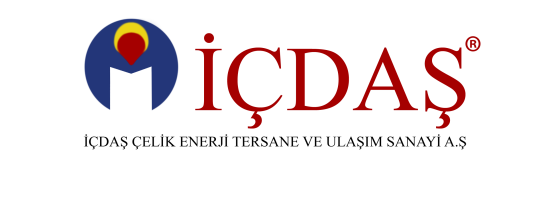 İÇDAŞ®
İÇDAŞ ÇELİK ENERJİ TERSANE VE ULAŞIM SANAYİ A.Ş